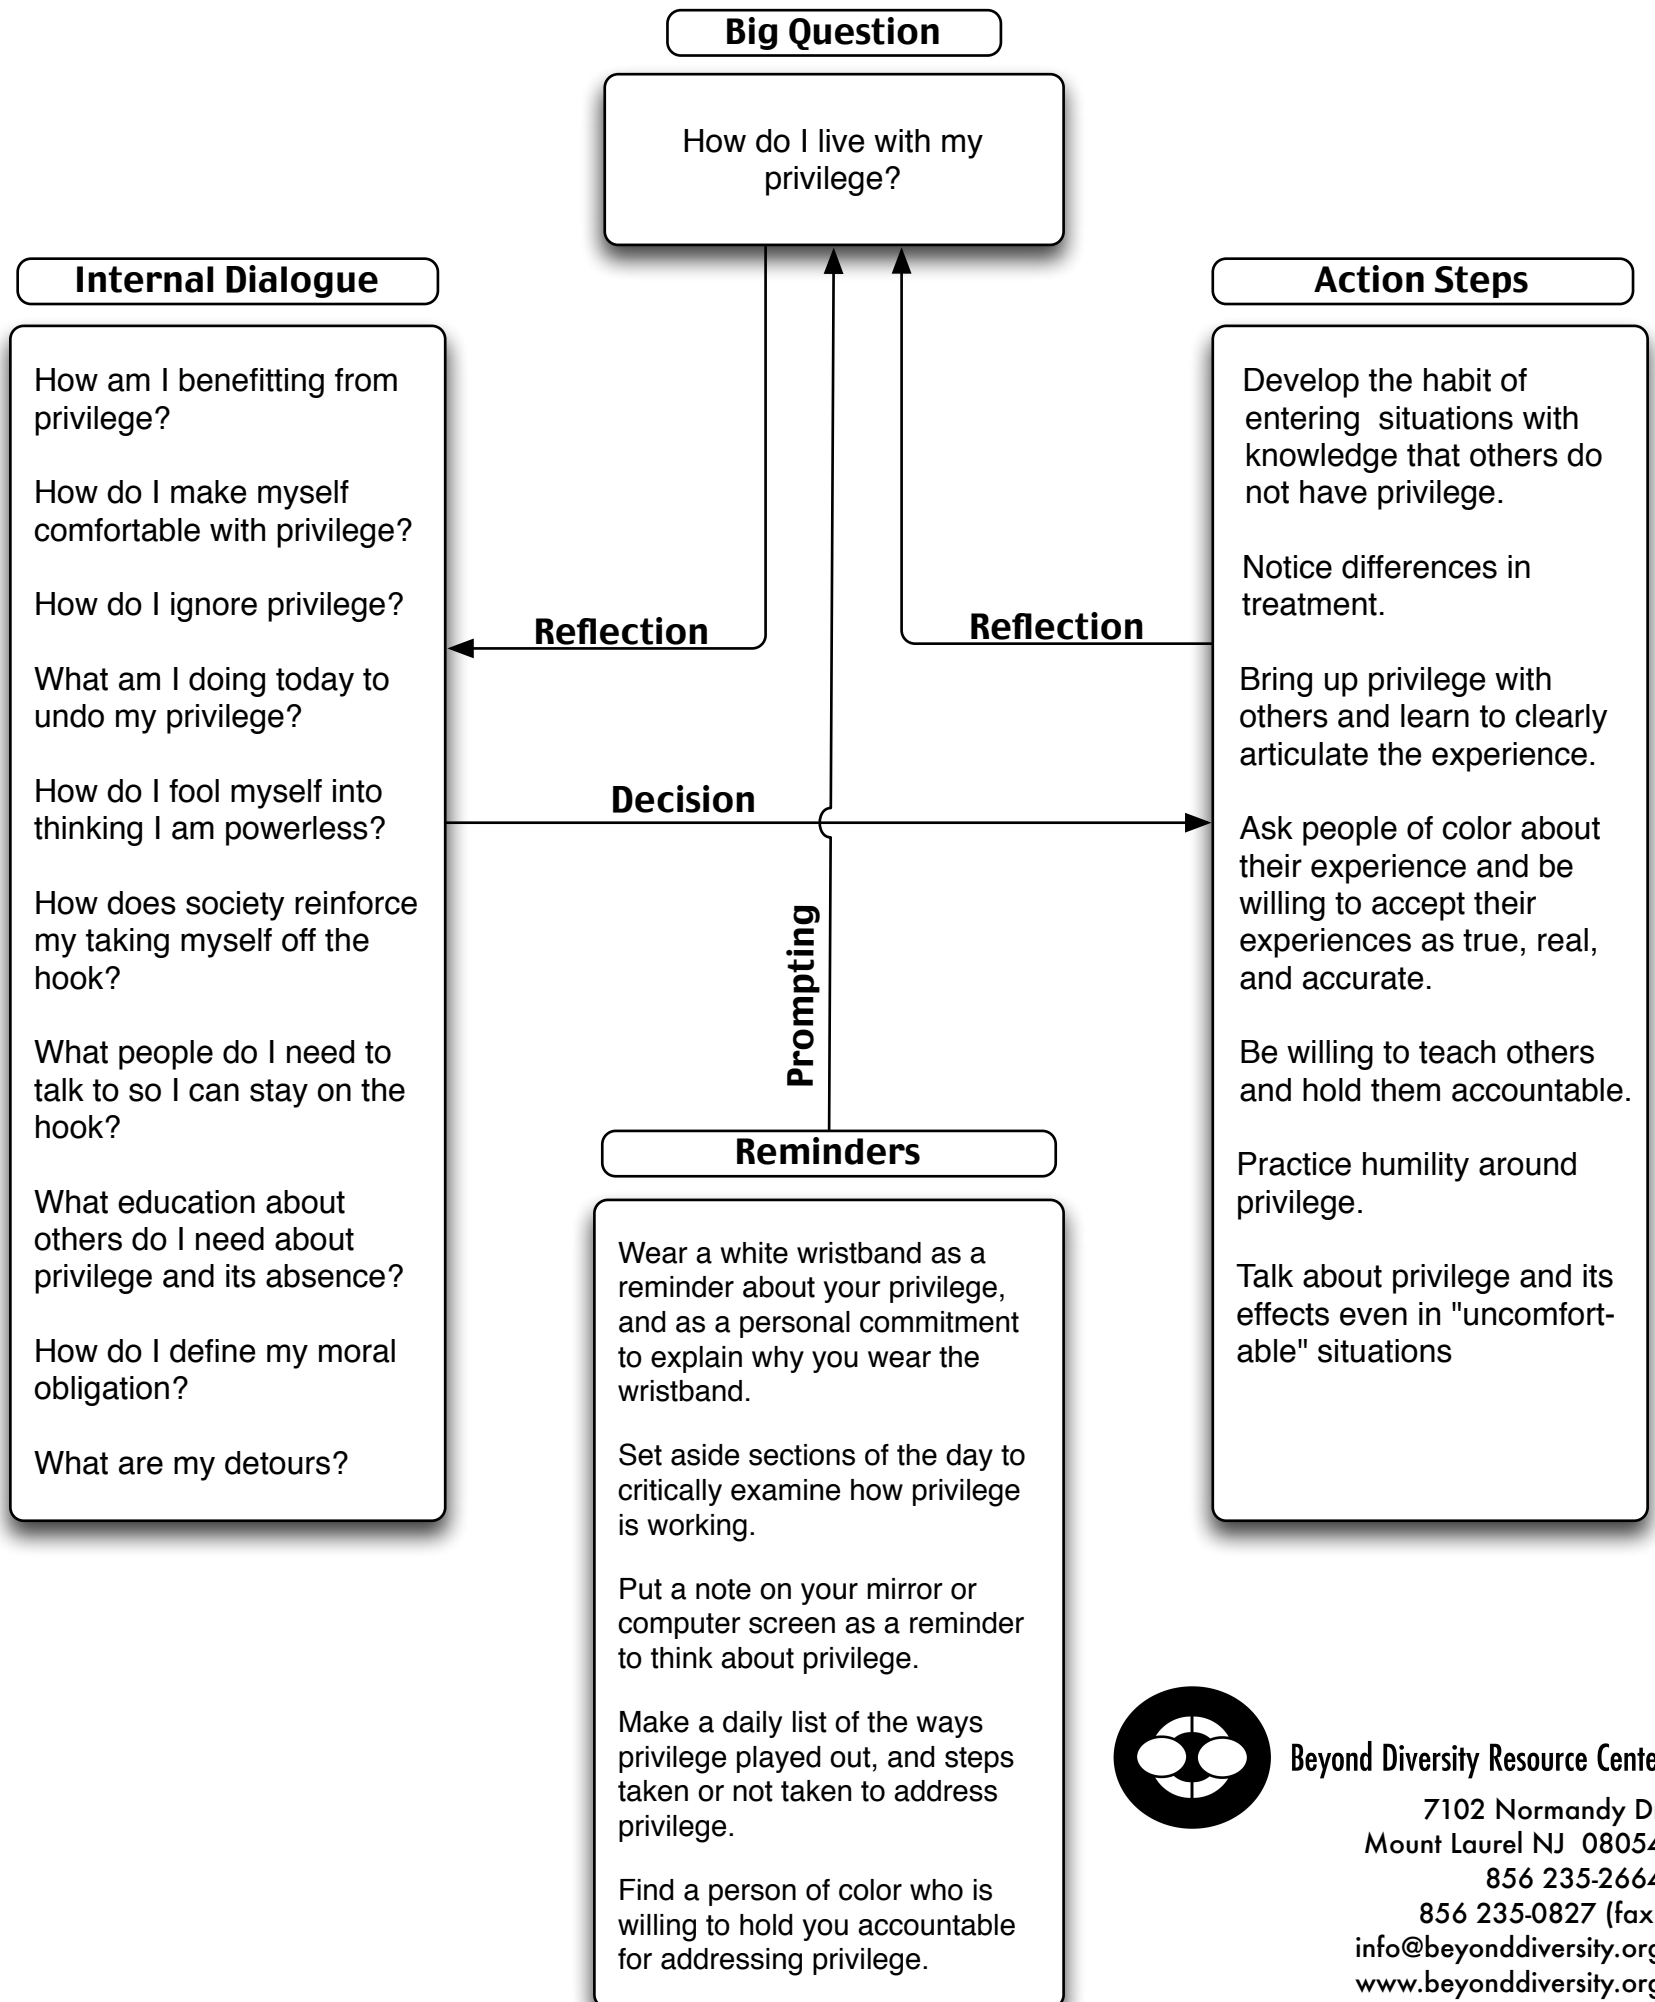 Big Question
How do I live with my
privilege?
Internal Dialogue
How am I benefitting from
privilege?
How do I make myself
comfortable with privilege?
How do I ignore privilege?
What am I doing today to
undo my privilege?
How do I fool myself into
thinking I am powerless?
How does society reinforce
my taking myself off the
hook?
What people do I need to
talk to so I can stay on the
hook?
What education about
others do I need about
privilege and its absence?
How do I define my moral
obligation?
What are my detours?
Reflection
Reflection
Decision
Prompting
Action Steps
Develop the habit of
entering  situations with
knowledge that others do
not have privilege.
Notice differences in
treatment.
Bring up privilege with
others and learn to clearly
articulate the experience.
Ask people of color about
their experience and be
willing to accept their
experiences as true, real,
and accurate.
Be willing to teach others
and hold them accountable.
Practice humility around
privilege.
Talk about privilege and its
effects even in "uncomfort-
able" situations
Reminders
Wear a white wristband as a
reminder about your privilege,
and as a personal commitment
to explain why you wear the
wristband.
Set aside sections of the day to
critically examine how privilege
is working.
Put a note on your mirror or
computer screen as a reminder
to think about privilege.
Make a daily list of the ways
privilege played out, and steps
taken or not taken to address
privilege.
Find a person of color who is
willing to hold you accountable
for addressing privilege.
Beyond Diversity Resource Cente
7102 Normandy D
Mount Laurel NJ  08054
856 235-2664
856 235-0827 (fax
info@beyonddiversity.org
www.beyonddiversity.org